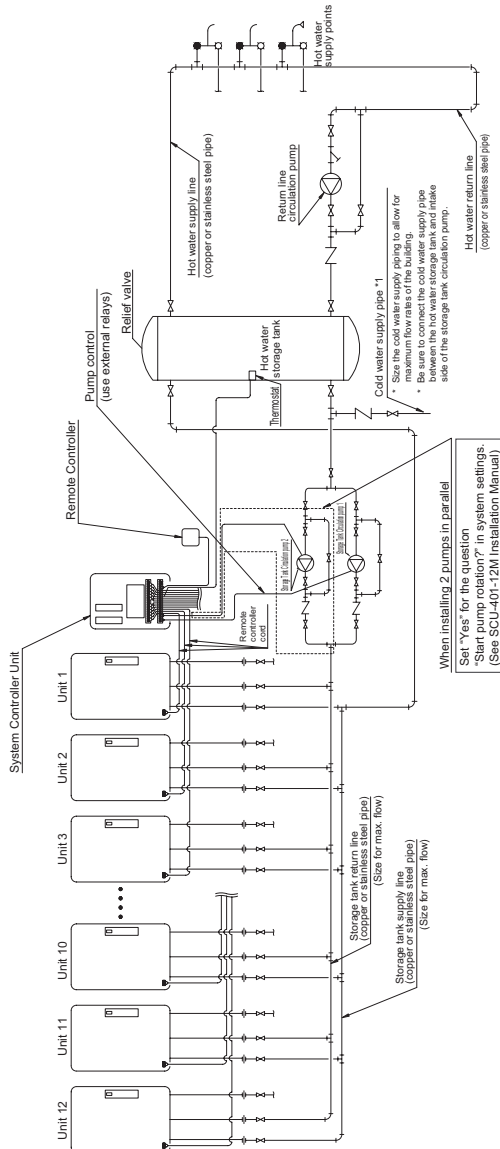 Hot water
supply points
Hot water supply line
(copper or stainless steel pipe)
Return line
circulation pump
Hot water return line
(copper or stainless steel pipe)
Relief valve
Hot water
storage tank
Thermostat
Pump control
(use external relays)
Cold water supply pipe *1
* Size the cold water supply piping to allow for
maximum flow rates of the building.
* Be sure to connect the cold water supply pipe
between the hot water storage tank and intake
side of the storage tank circulation pump.
Remote Controller
System Controller Unit
Remote
controller
cord
Storage Tank Circulation pump 2
Storage Tank Circulation pump 1
When installing 2 pumps in parallel
Set "Yes" for the question
"Start pump rotation?" in system settings.
(See SCU-401-12M Installation Manual)
Unit 1
Unit 2
Unit 3
Unit 10
Unit 11
Unit 12
Storage tank return line
(copper or stainless steel pipe)
(Size for max. flow)
Storage tank supply line
(copper or stainless steel pipe)
(Size for max. flow)